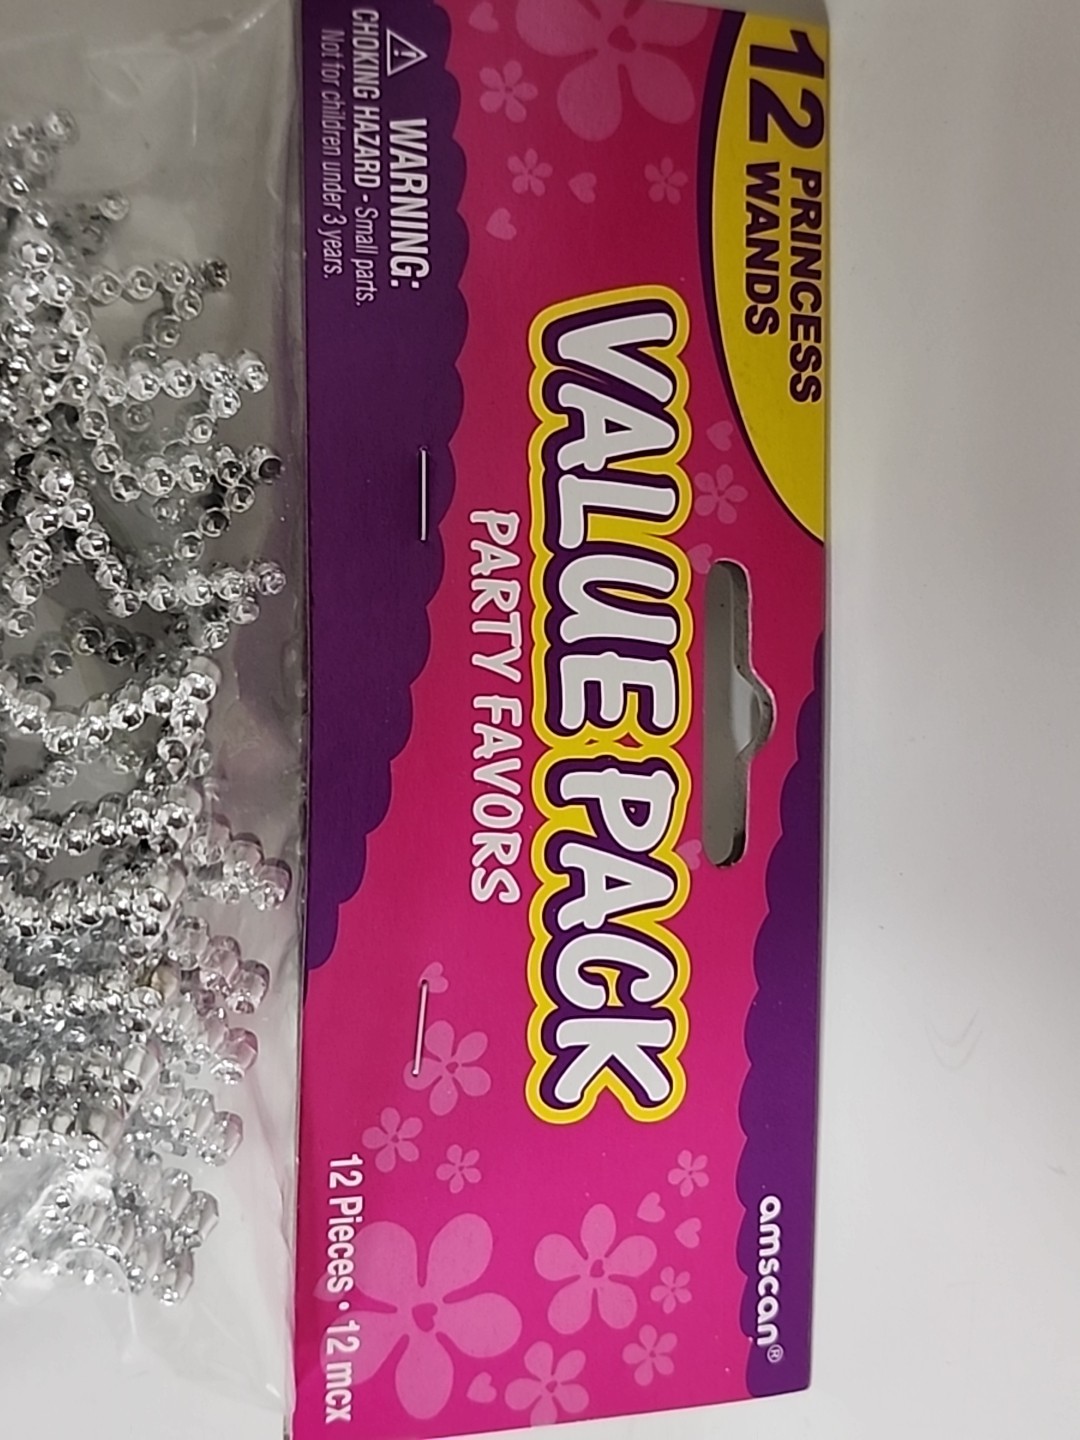 12 PRINCESS
WANDS
amscan®
VALUE PACK
PARTY FAVORS
⚠ WARNING:
CHOKING HAZARD - Small parts.
Not for children under 3 years.
12 Pieces • 12 mcx